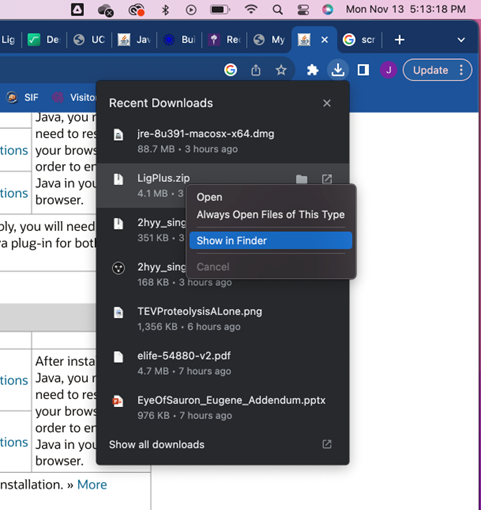 Mon Nov 13 5:13:18 PM
Lig
De:
UC
Jav
Bui
Re
My
scr
Update
SIF
Visito
Java, you r
need to res
tions
your brows
order to en
tions
Java in you
browser.
ply, you will need
va plug-in for both
After insta
tions
Java, you r
need to res
your brows
order to en
tions
Java in you
browser.
nstallation. » More
Recent Downloads
jre-8u391-macosx-x64.dmg
88.7 MB • 3 hours ago
LigPlus.zip
4.1 MB • 3
2hyy_sing
351 KB • 3
2hyy_sing
168 KB • 3 hours ago
TEVProteolysisALone.png
1,356 KB • 6 hours ago
elife-54880-v2.pdf
4.7 MB • 7 hours ago
EyeOfSauron_Eugene_Addendum.pptx
976 KB • 7 hours ago
Show all downloads
Open
Always Open Files of This Type
Show in Finder
Cancel